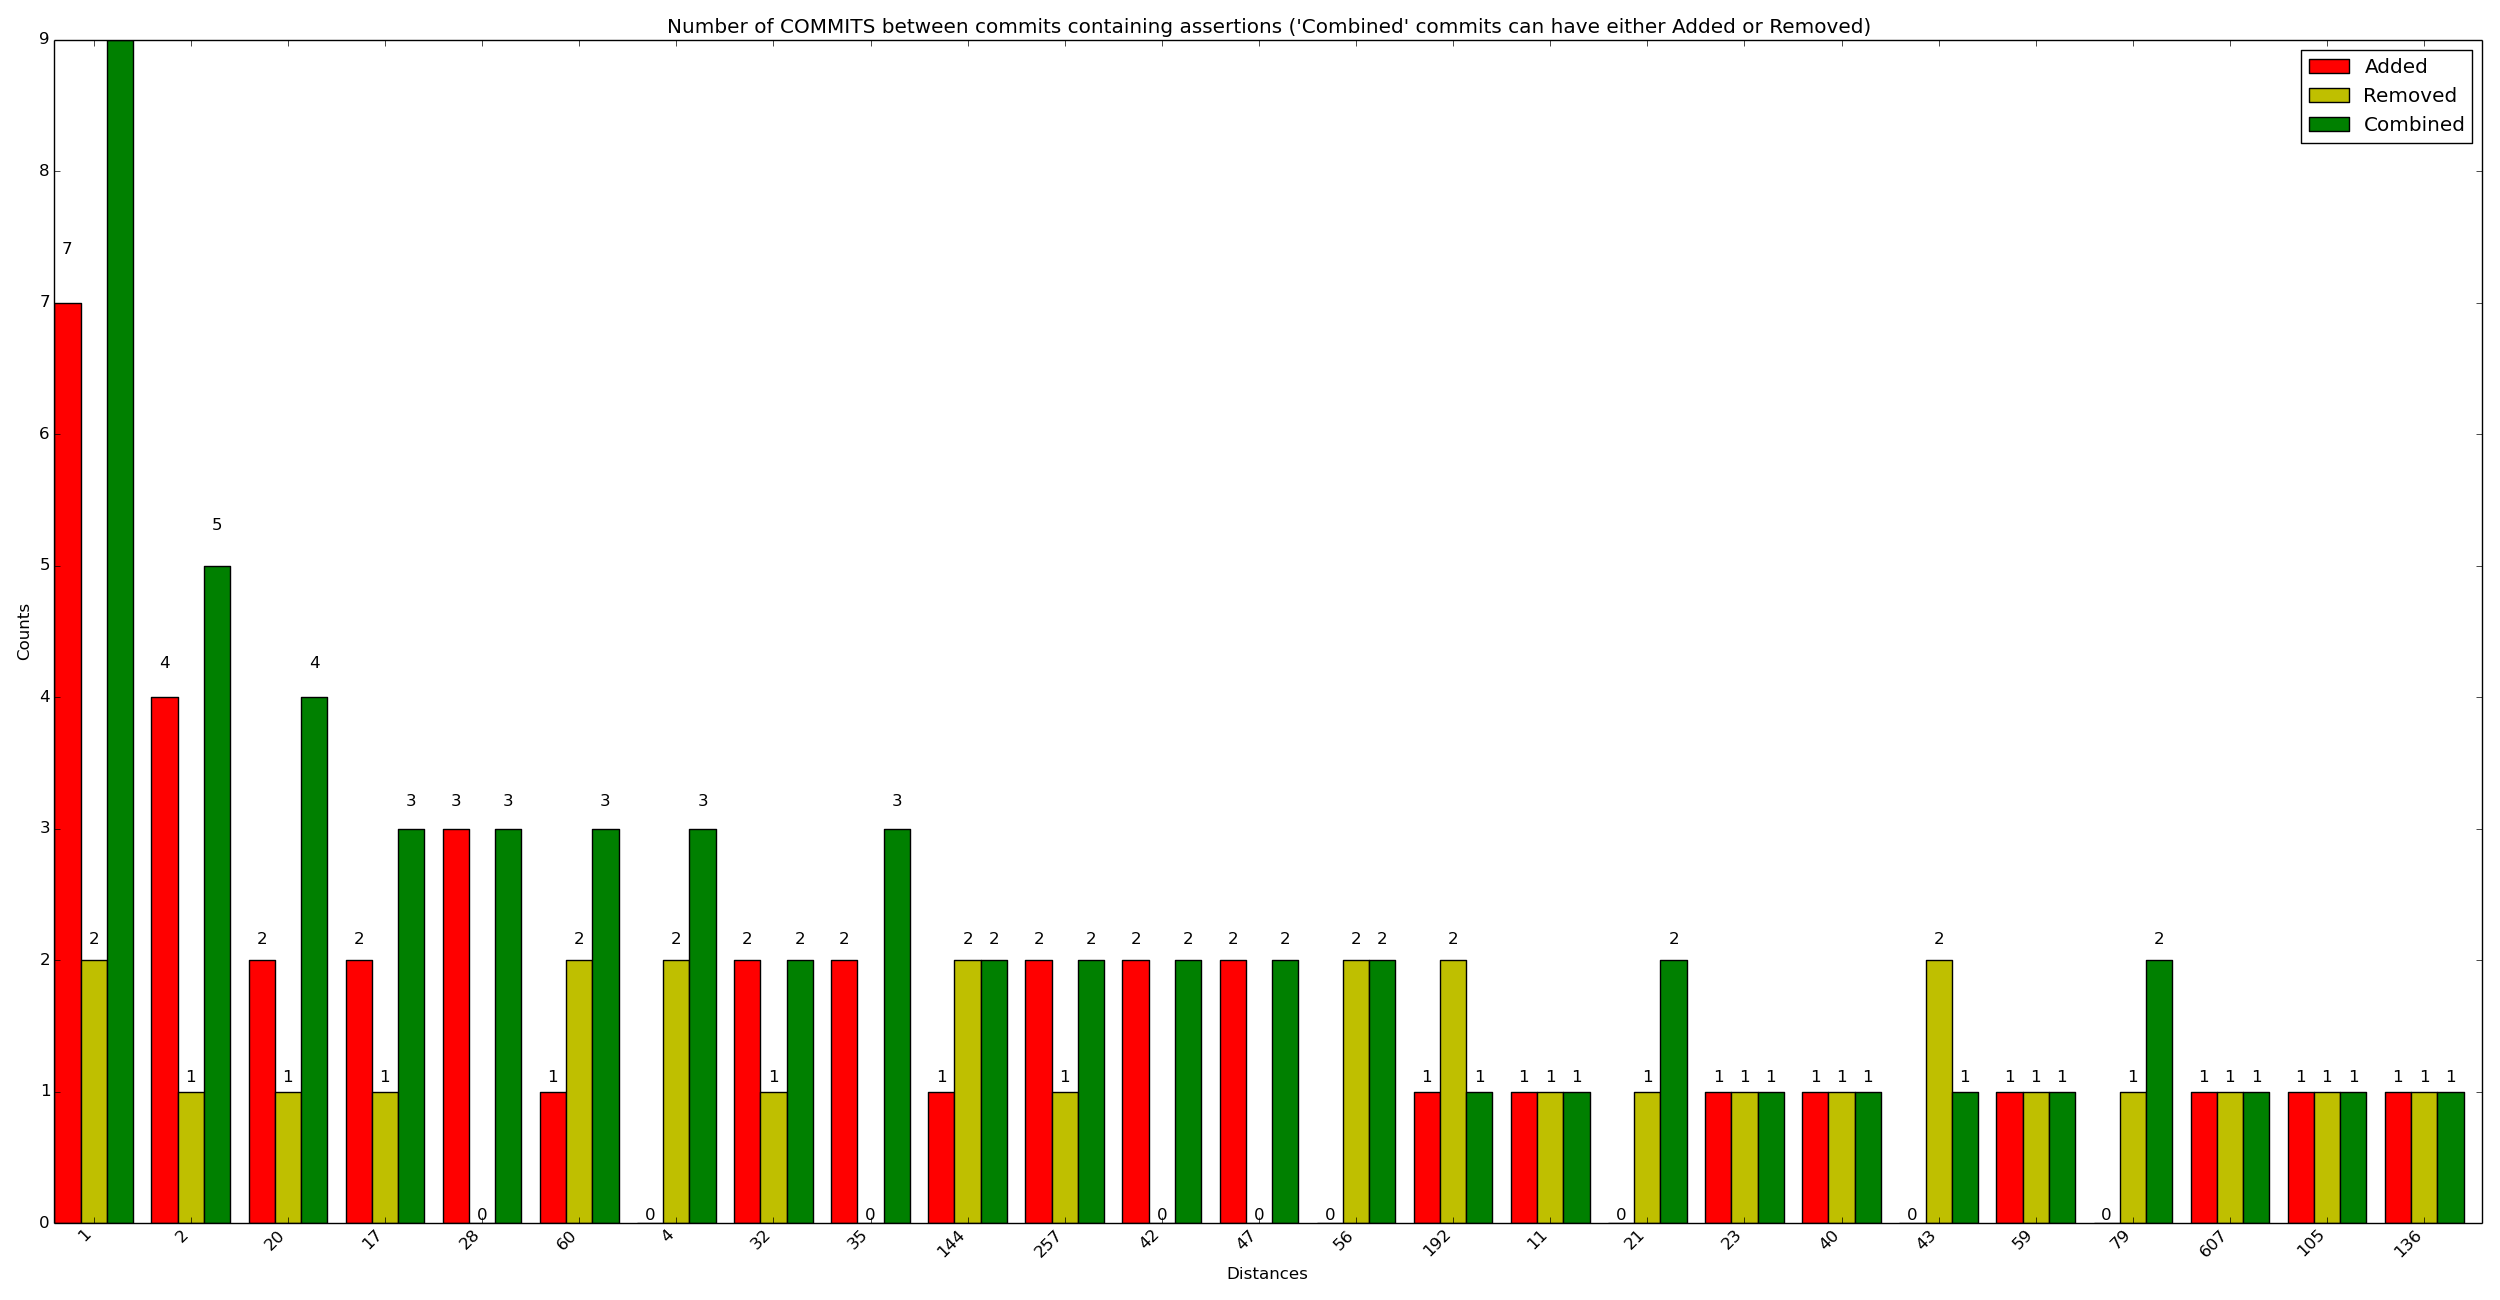 Number of COMMITS between commits containing assertions ('Combined' commits can have either Added or Removed)
Added
Removed
Combined
9
8
7
6
5
4
3
2
1
0
Counts
7 2
4 1 5
2 1 4
2 1 3
3 0 3
1 2 3
0 2 3
2 1 2
2 0 3
1 2 2
2 1 2
2 0 2
2 0 2
0 2 2
1 2 1
1 1 1
0 1 2
1 1 1
1 1 1
0 2 1
1 1 1
0 1 2
1 1 1
1 1 1
1 1 1
1 2 20 17 28 60 4 32 35 144 257 42 47 56 192 11 21 23 40 43 59 79 607 105 136
Distances